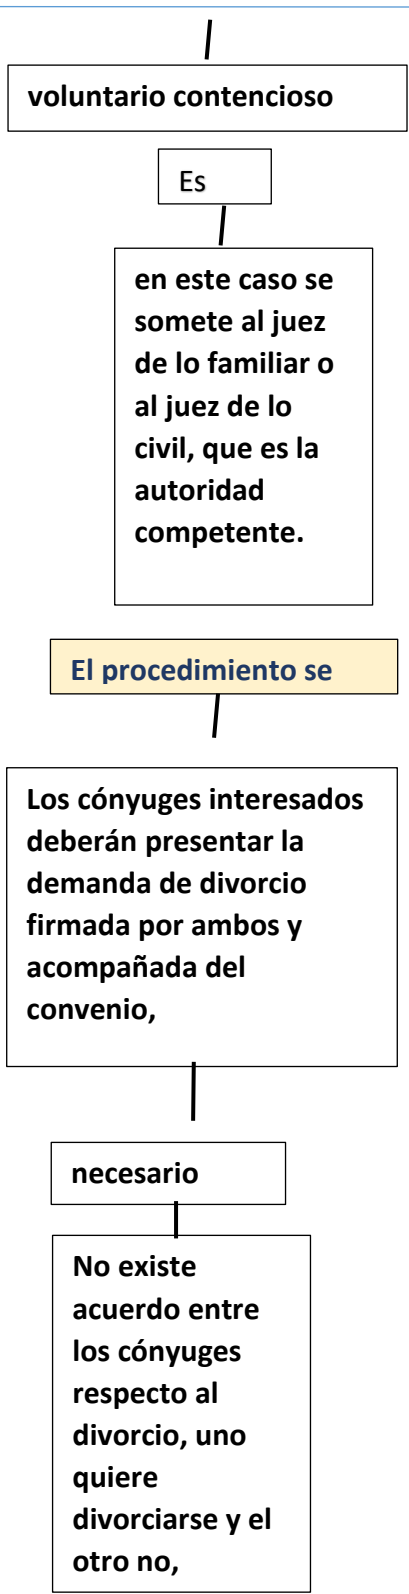 voluntario contencioso
Es
en este caso se
somete al juez
de lo familiar o
al juez de lo
civil, que es la
autoridad
competente.
El procedimiento se
Los cónyuges interesados
deberán presentar la
demanda de divorcio
firmada por ambos y
acompañada del
convenio,
necesario
No existe
acuerdo entre
los cónyuges
respecto al
divorcio, uno
quiere
divorciarse y el
otro no,